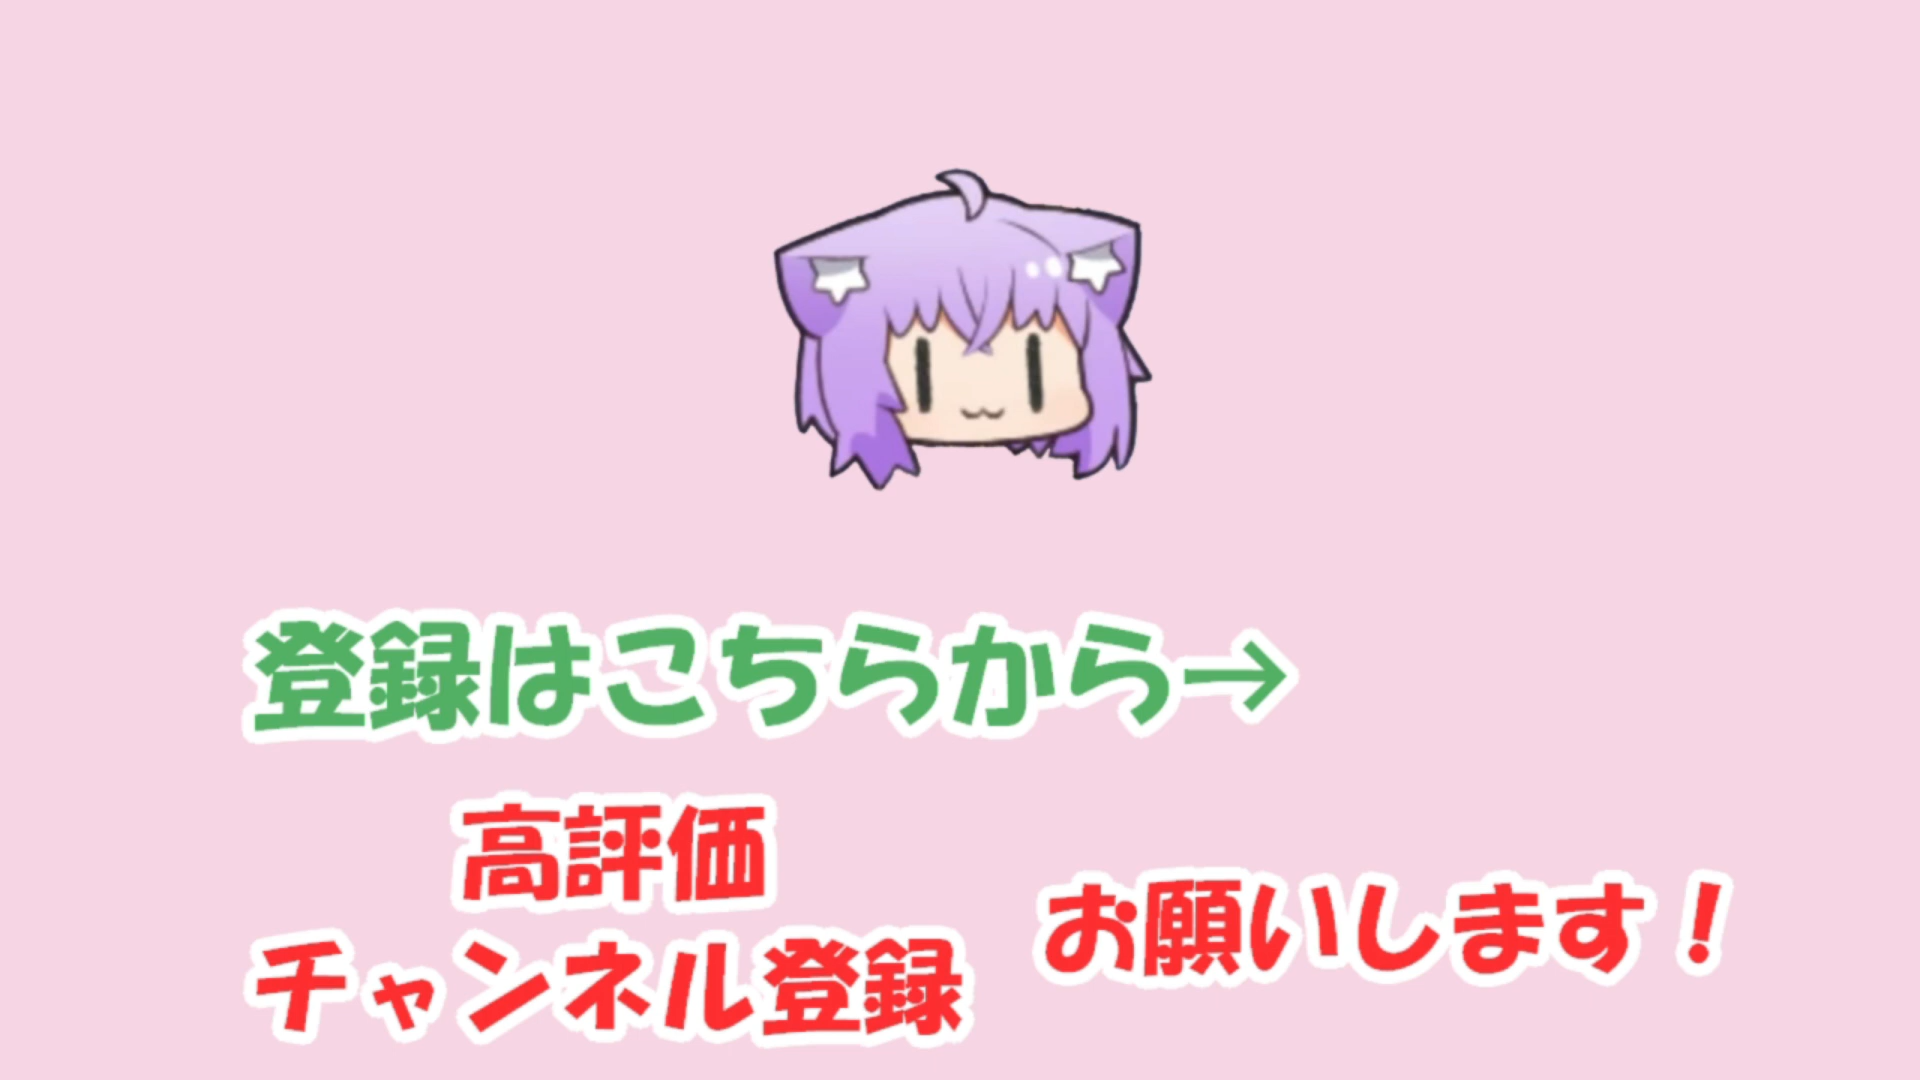 登録はこちらから→
高評価
チャンネル登録
お願いします！